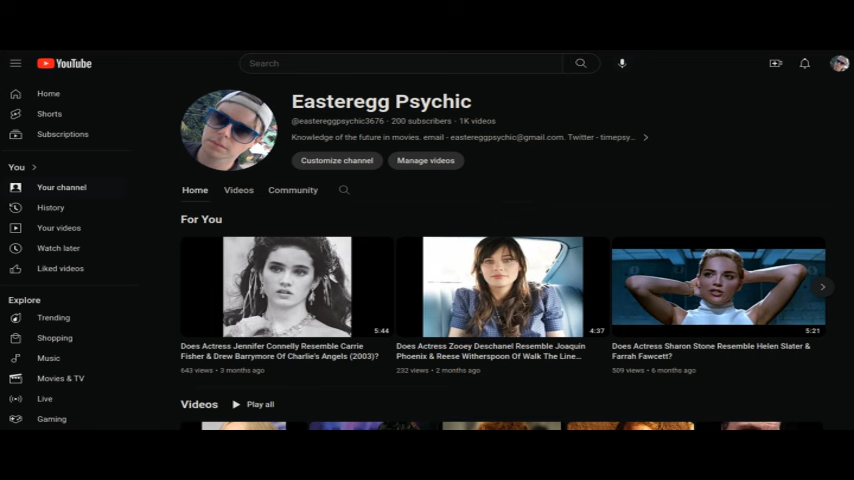 YouTube
Search
Home
Shorts
Subscriptions
You
Your channel
History
Your videos
Watch later
Liked videos
Explore
Trending
Shopping
Music
Movies & TV
Live
Gaming
Easteregg Psychic
@eastereggpsychic3676 · 200 subscribers · 1K videos
Knowledge of the future in movies. email - eastereggpsychic@gmail.com. Twitter - timepsy...
Customize channel
Manage videos
Home Videos Community
For You
5:44
Does Actress Jennifer Connelly Resemble Carrie
Fisher & Drew Barrymore Of Charlie's Angels (2003)?
643 views · 3 months ago
4:37
Does Actress Zooey Deschanel Resemble Joaquin
Phoenix & Reese Witherspoon Of Walk The Line...
232 views · 2 months ago
5:21
Does Actress Sharon Stone Resemble Helen Slater &
Farrah Fawcett?
509 views · 6 months ago
Videos
Play all